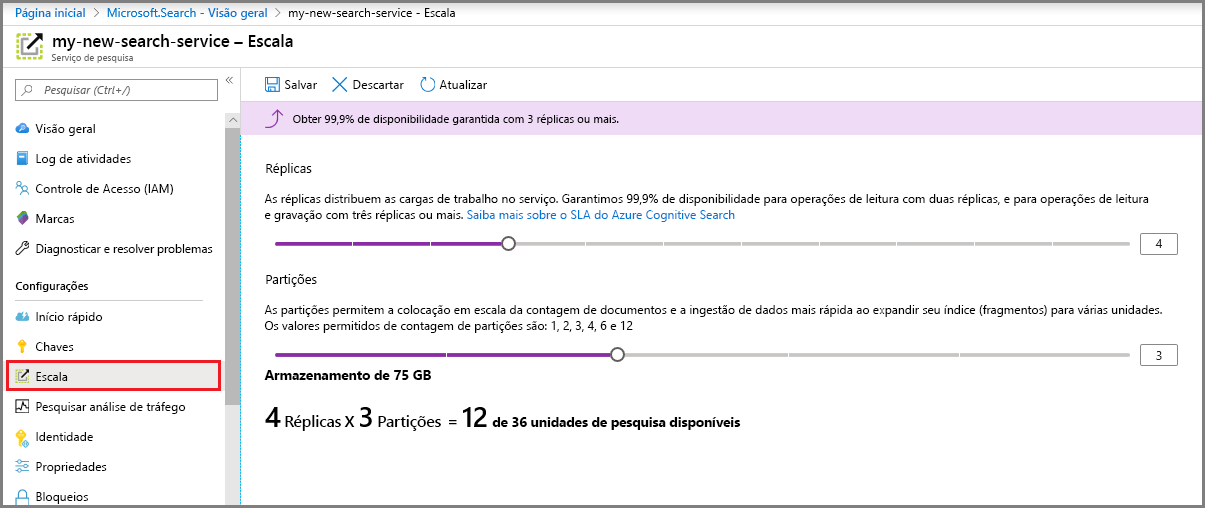 Página inicial > Microsoft.Search - Visão geral > my-new-search-service - Escala
my-new-search-service – Escala
Serviço de pesquisa
Pesquisar (Ctrl+/)
«
Visão geral
Log de atividades
Controle de Acesso (IAM)
Marcas
Diagnosticar e resolver problemas
Configurações
Início rápido
Chaves
Escala
Pesquisar análise de tráfego
Identidade
Propriedades
Bloqueios
Salvar Descartar Atualizar
Obter 99,9% de disponibilidade garantida com 3 réplicas ou mais.
Réplicas
As réplicas distribuem as cargas de trabalho no serviço. Garantimos 99,9% de disponibilidade para operações de leitura com duas réplicas, e para operações de leitura
e gravação com três réplicas ou mais. Saiba mais sobre o SLA do Azure Cognitive Search
4
Partições
As partições permitem a colocação em escala da contagem de documentos e a ingestão de dados mais rápida ao expandir seu índice (fragmentos) para várias unidades.
Os valores permitidos de contagem de partições são: 1, 2, 3, 4, 6 e 12
3
Armazenamento de 75 GB
4 Réplicas X 3 Partições = 12 de 36 unidades de pesquisa disponíveis